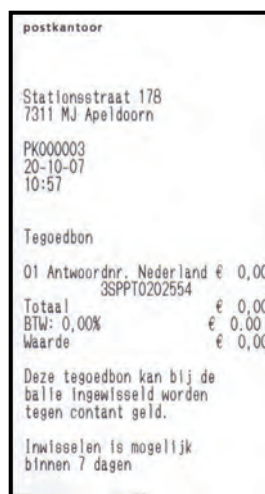 postkantoor
Stationsstraat 178
7311 MJ Apeldoorn
PK000003
20-10-07
10:57
Tegoedbon
01 Antwoordnr. Nederland € 0,00
3SPPT0202554
Totaal € 0,00
BTW: 0,00% € 0.00
Waarde € 0,00
Deze tegoedbon kan bij de
balie ingewisseld worden
tegen contant geld.
Inwisselen is mogelijk
binnen 7 dagen